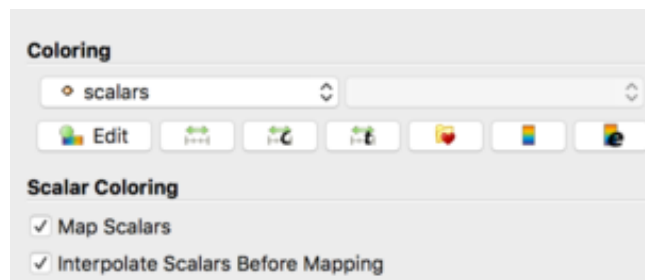 Coloring
scalars
Edit
Scalar Coloring
Map Scalars
Interpolate Scalars Before Mapping